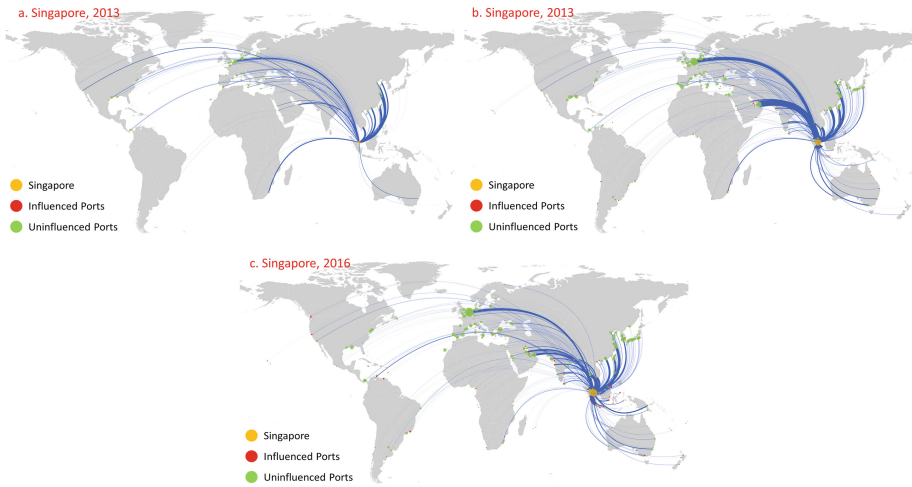 a. Singapore, 2013
Singapore
Influenced Ports
Uninfluenced Ports
b. Singapore, 2013
Singapore
Influenced Ports
Uninfluenced Ports
c. Singapore, 2016
Singapore
Influenced Ports
Uninfluenced Ports